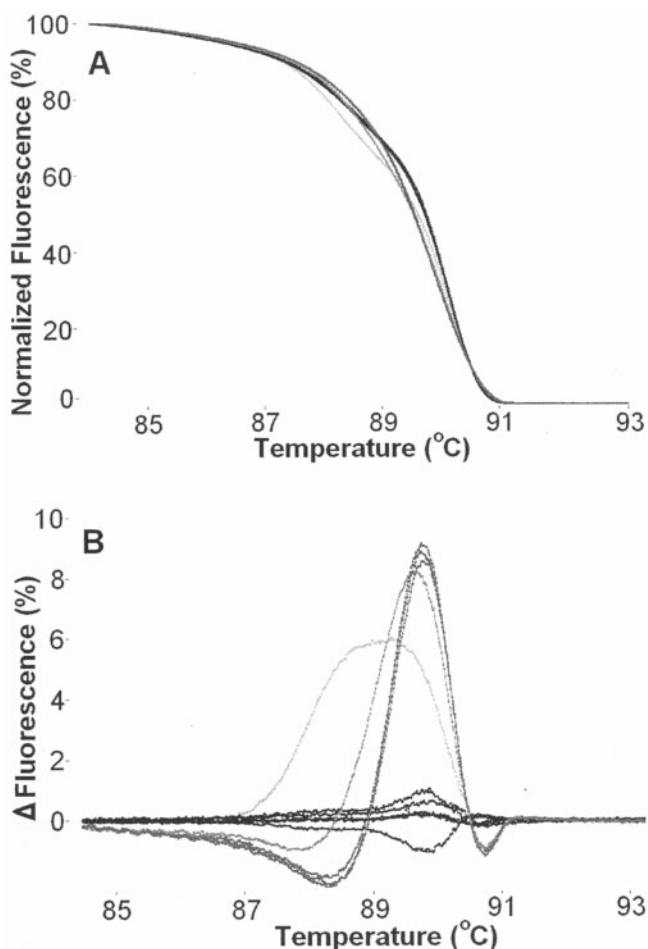 A
Normalized Fluorescence (%)
100
80
60
40
20
0
85 87 89 91 93
Temperature (°C)
B
Δ Fluorescence (%)
10
8
6
4
2
0
85 87 89 91 93
Temperature (°C)